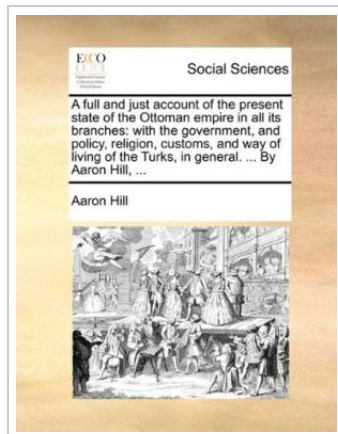 ECCO
Social Sciences
A full and just account of the present
state of the Ottoman empire in all its
branches: with the government, and
policy, religion, customs, and way of
living of the Turks, in general. ... By
Aaron Hill, ...
Aaron Hill